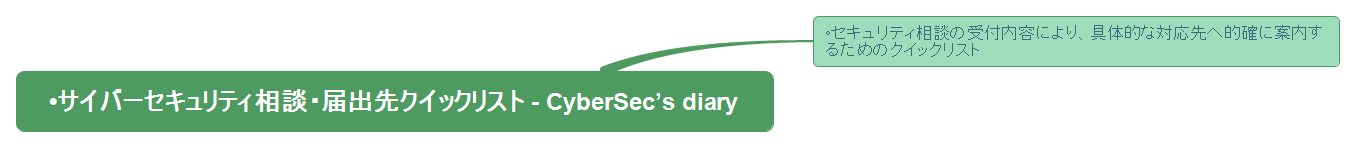 •サイバーセキュリティ相談・届出先クイックリスト - CyberSec’s diary
◦セキュリティ相談の受付内容により、具体的な対応先へ的確に案内す
るためのクイックリスト